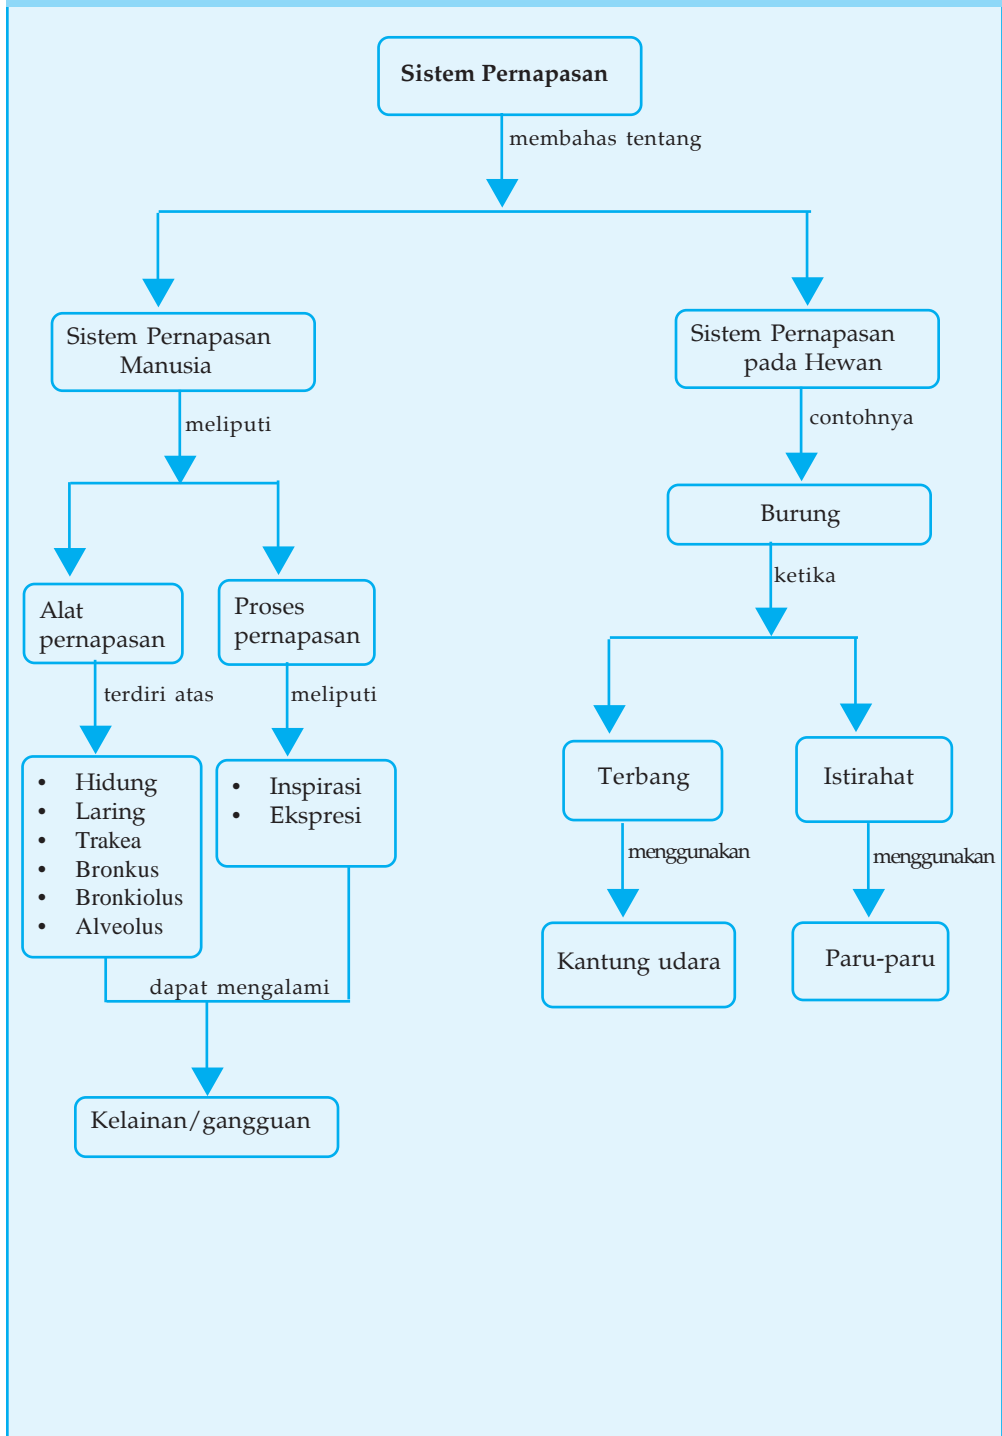 Sistem Pernapasan
membahas tentang
Sistem Pernapasan
Manusia
meliputi
Alat
pernapasan
terdiri atas
• Hidung
• Laring
• Trakea
• Bronkus
• Bronkiolus
• Alveolus
Proses
pernapasan
meliputi
• Inspirasi
• Ekspresi
dapat mengalami
Kelainan/gangguan
Sistem Pernapasan
pada Hewan
contohnya
Burung
ketika
Terbang
menggunakan
Kantung udara
Istirahat
menggunakan
Paru-paru